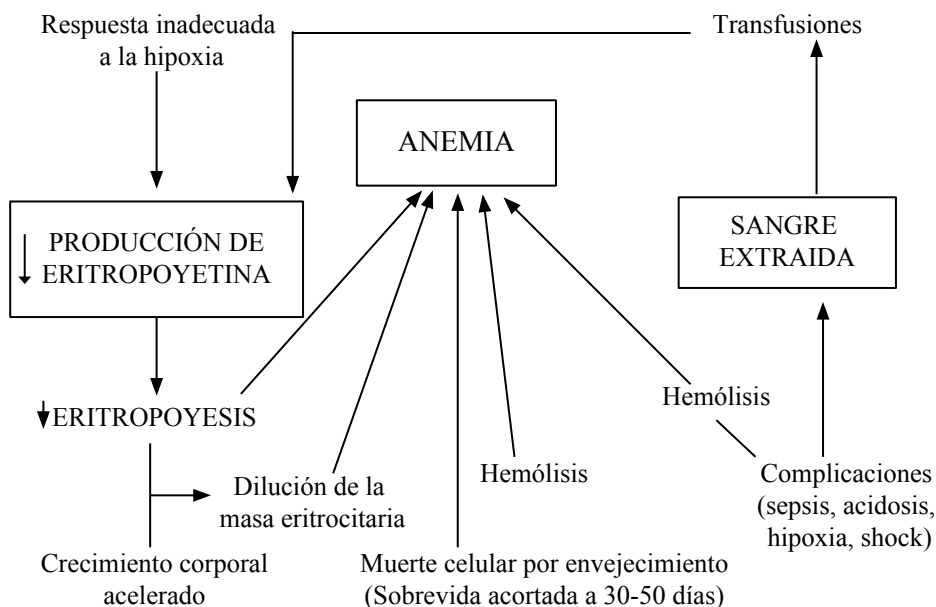 Respuesta inadecuada
a la hipoxia
Transfusiones
ANEMIA
PRODUCCIÓN DE
ERITROPOYETINA
SANGRE
EXTRAIDA
ERITROPOYESIS
Hemólisis
Dilución de la
masa eritrocitaria
Hemólisis
Complicaciones
(sepsis, acidosis,
hipoxia, shock)
Crecimiento corporal
acelerado
Muerte celular por envejecimiento
(Sobrevida acortada a 30-50 días)